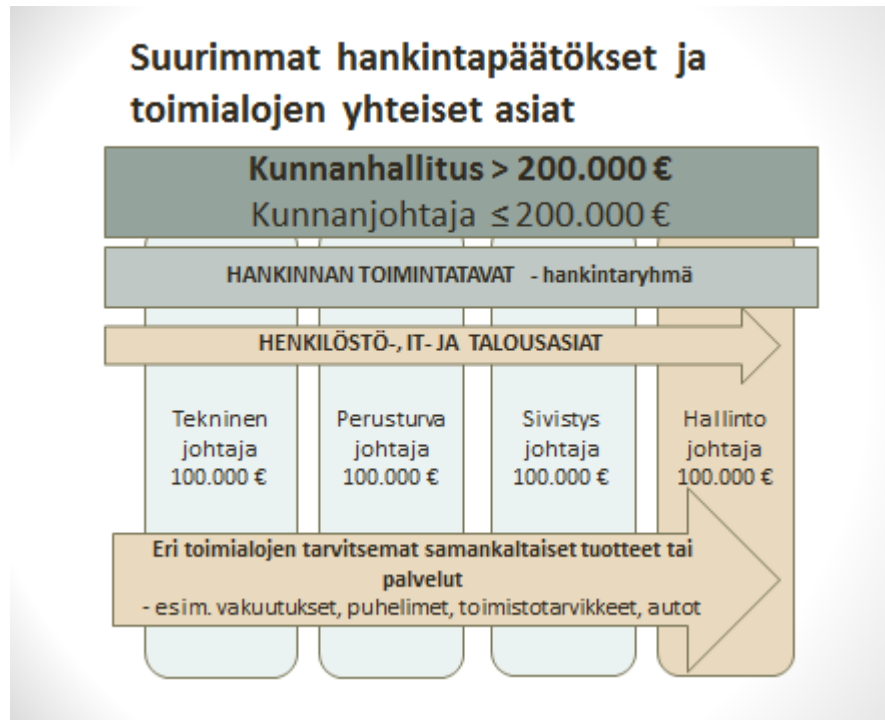 Suurimmat hankintapäätökset ja
toimialojen yhteiset asiat
Kunnanhallitus > 200.000 €
Kunnanjohtaja ≤ 200.000 €
HANKINNAN TOIMINTATAVAT - hankintaryhmä
HENKILÖSTÖ-, IT- JA TALOUSASIAT
Tekninen
johtaja
100.000 €
Perusturva
johtaja
100.000 €
Sivistys
johtaja
100.000 €
Hallinto
johtaja
100.000 €
Eri toimialojen tarvitsemat samankaltaiset tuotteet tai
palvelut
- esim. vakuutukset, puhelimet, toimistotarvikkeet, autot